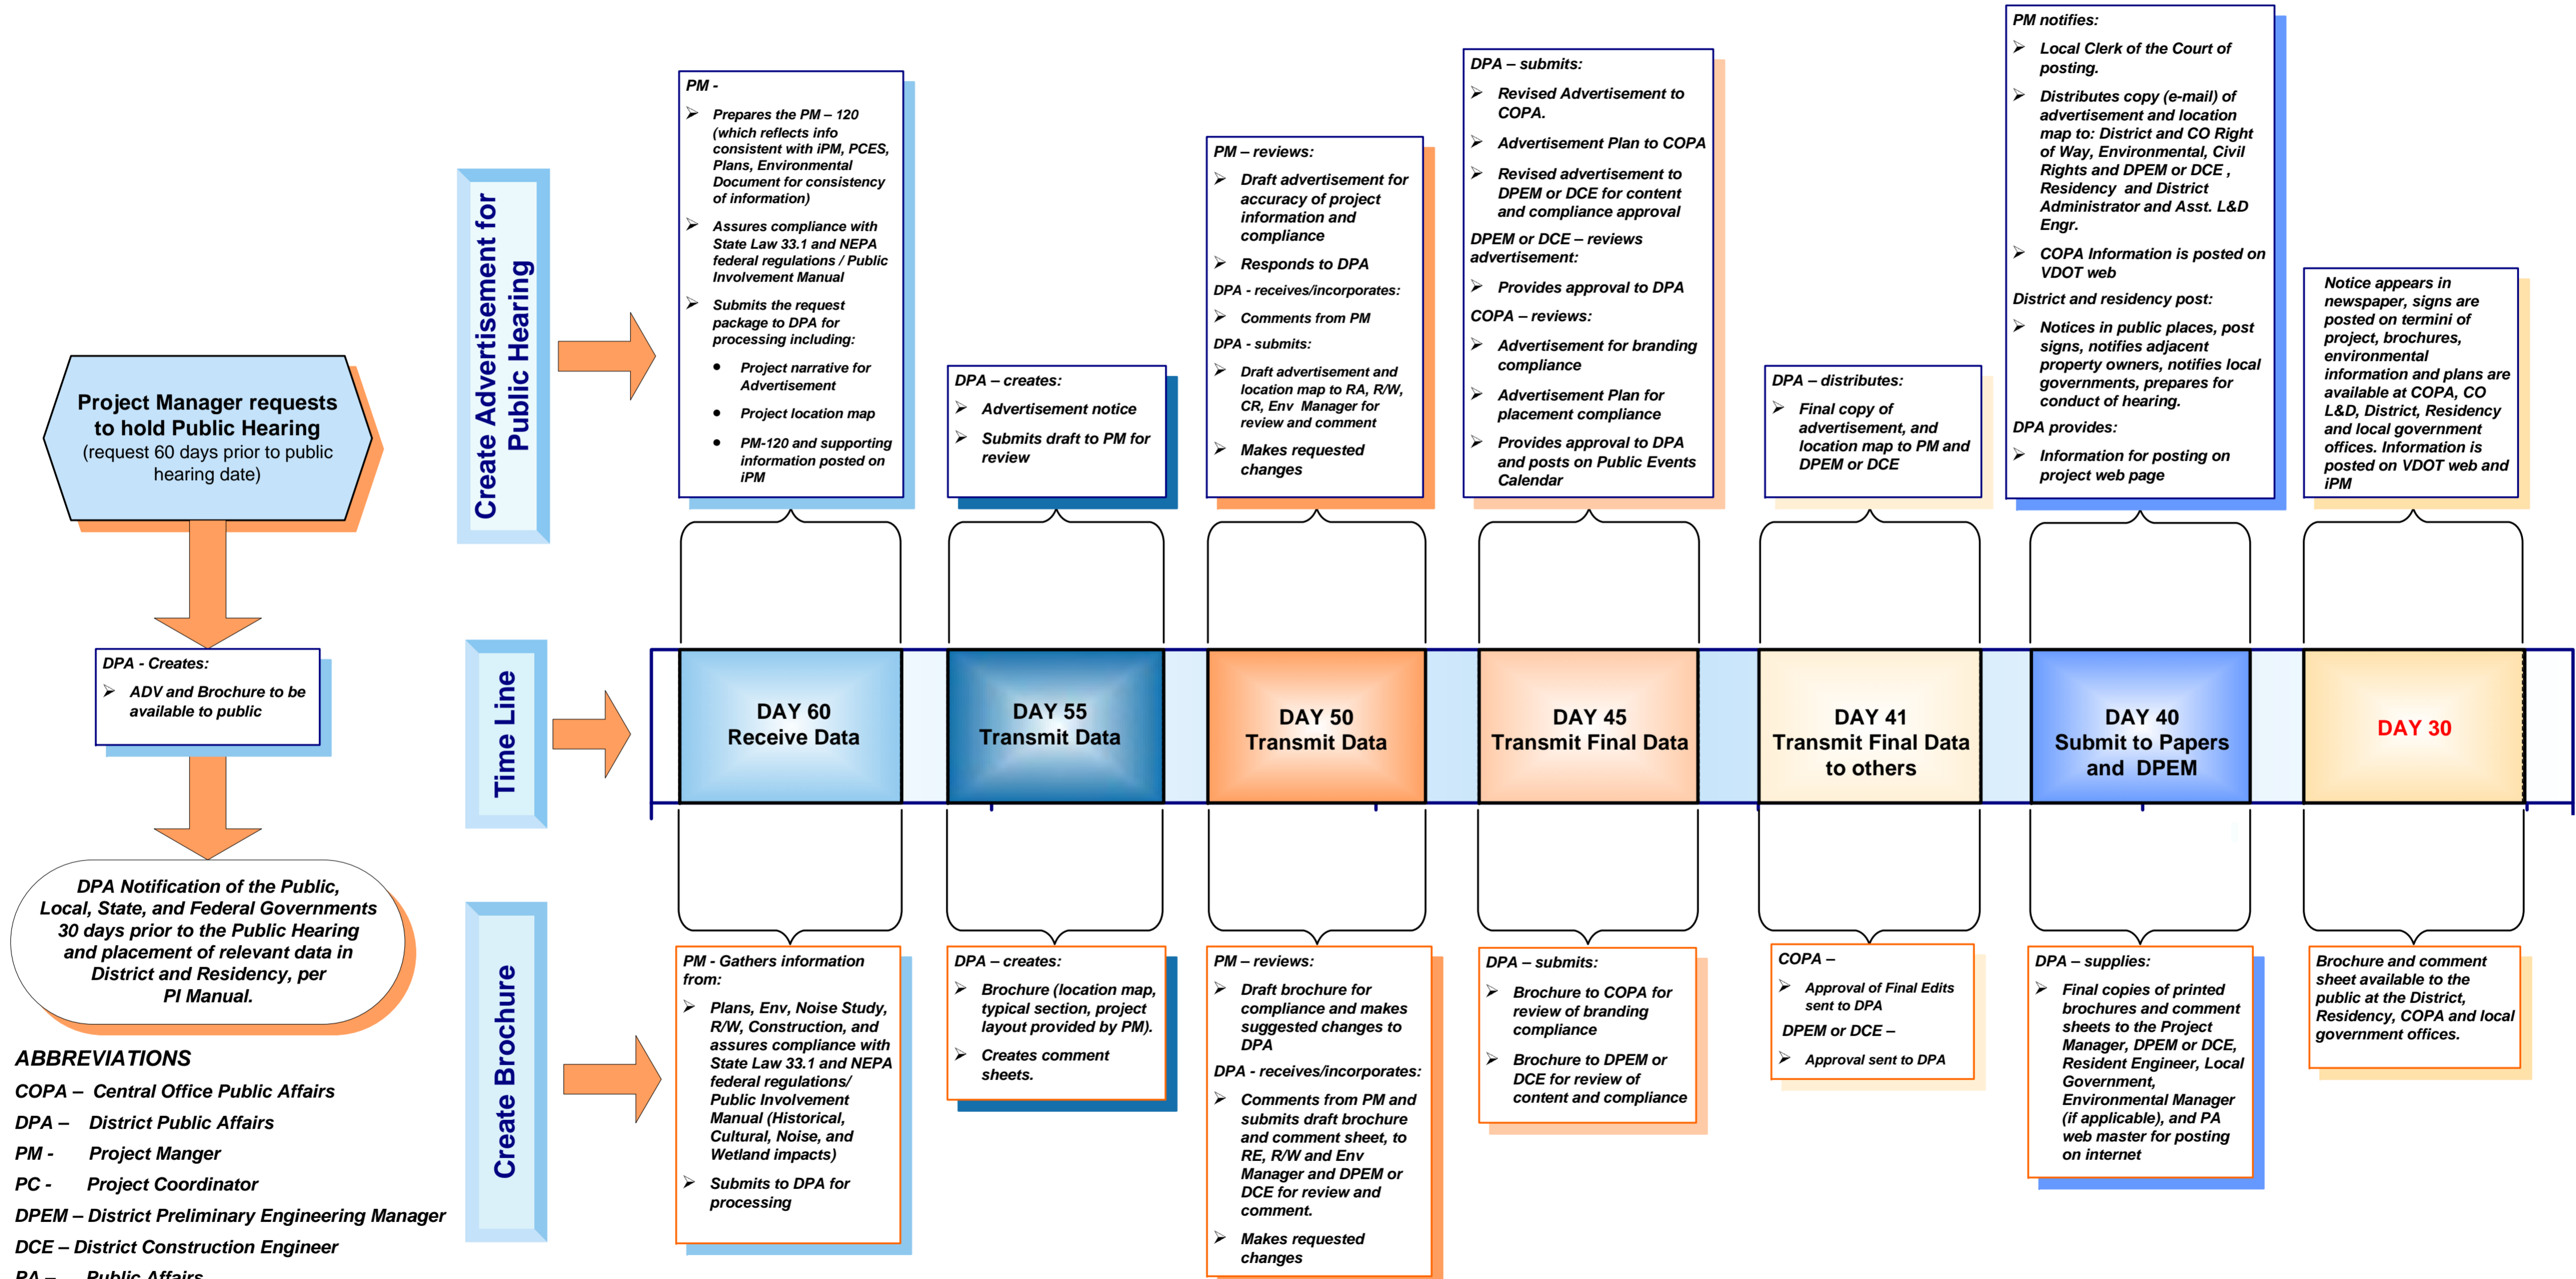 Project Manager requests
to hold Public Hearing
(request 60 days prior to public
hearing date)
DPA - Creates:
➢ ADV and Brochure to be
available to public
DPA Notification of the Public,
Local, State, and Federal Governments
30 days prior to the Public Hearing
and placement of relevant data in
District and Residency, per
PI Manual.
ABBREVIATIONS
COPA – Central Office Public Affairs
DPA – District Public Affairs
PM - Project Manger
PC - Project Coordinator
DPEM – District Preliminary Engineering Manager
DCE – District Construction Engineer
PA – Public Affairs
Create Advertisement for
Public Hearing
PM -
➢ Prepares the PM – 120
(which reflects info
consistent with iPM, PCES,
Plans, Environmental
Document for consistency
of information)
➢ Assures compliance with
State Law 33.1 and NEPA
federal regulations / Public
Involvement Manual
➢ Submits the request
package to DPA for
processing including:
• Project narrative for
Advertisement
• Project location map
• PM-120 and supporting
information posted on
iPM
DPA – creates:
➢ Advertisement notice
➢ Submits draft to PM for
review
PM – reviews:
➢ Draft advertisement for
accuracy of project
information and
compliance
➢ Responds to DPA
DPA - receives/incorporates:
➢ Comments from PM
DPA - submits:
➢ Draft advertisement and
location map to RA, R/W,
CR, Env Manager for
review and comment
➢ Makes requested
changes
DPA – submits:
➢ Revised Advertisement to
COPA.
➢ Advertisement Plan to COPA
➢ Revised advertisement to
DPEM or DCE for content
and compliance approval
DPEM or DCE – reviews
advertisement:
➢ Provides approval to DPA
COPA – reviews:
➢ Advertisement for branding
compliance
➢ Advertisement Plan for
placement compliance
➢ Provides approval to DPA
and posts on Public Events
Calendar
DPA – distributes:
➢ Final copy of
advertisement, and
location map to PM and
DPEM or DCE
PM notifies:
➢ Local Clerk of the Court of
posting.
➢ Distributes copy (e-mail) of
advertisement and location
map to: District and CO Right
of Way, Environmental, Civil
Rights and DPEM or DCE ,
Residency and District
Administrator and Asst. L&D
Engr.
➢ COPA Information is posted on
VDOT web
District and residency post:
➢ Notices in public places, post
signs, notifies adjacent
property owners, notifies local
governments, prepares for
conduct of hearing.
DPA provides:
➢ Information for posting on
project web page
Notice appears in
newspaper, signs are
posted on termini of
project, brochures,
environmental
information and plans are
available at COPA, CO
L&D, District, Residency
and local government
offices. Information is
posted on VDOT web and
iPM
Time Line
DAY 60
Receive Data
DAY 55
Transmit Data
DAY 50
Transmit Data
DAY 45
Transmit Final Data
DAY 41
Transmit Final Data
to others
DAY 40
Submit to Papers
and DPEM
DAY 30
Create Brochure
PM - Gathers information
from:
➢ Plans, Env, Noise Study,
R/W, Construction, and
assures compliance with
State Law 33.1 and NEPA
federal regulations/
Public Involvement
Manual (Historical,
Cultural, Noise, and
Wetland impacts)
➢ Submits to DPA for
processing
DPA – creates:
➢ Brochure (location map,
typical section, project
layout provided by PM).
➢ Creates comment
sheets.
PM – reviews:
➢ Draft brochure for
compliance and makes
suggested changes to
DPA
DPA - receives/incorporates:
➢ Comments from PM and
submits draft brochure
and comment sheet, to
RE, R/W and Env
Manager and DPEM or
DCE for review and
comment.
➢ Makes requested
changes
DPA – submits:
➢ Brochure to COPA for
review of branding
compliance
➢ Brochure to DPEM or
DCE for review of
content and compliance
COPA –
➢ Approval of Final Edits
sent to DPA
DPEM or DCE –
➢ Approval sent to DPA
DPA – supplies:
➢ Final copies of printed
brochures and comment
sheets to the Project
Manager, DPEM or DCE,
Resident Engineer, Local
Government,
Environmental Manager
(if applicable), and PA
web master for posting
on internet
Brochure and comment
sheet available to the
public at the District,
Residency, COPA and local
government offices.